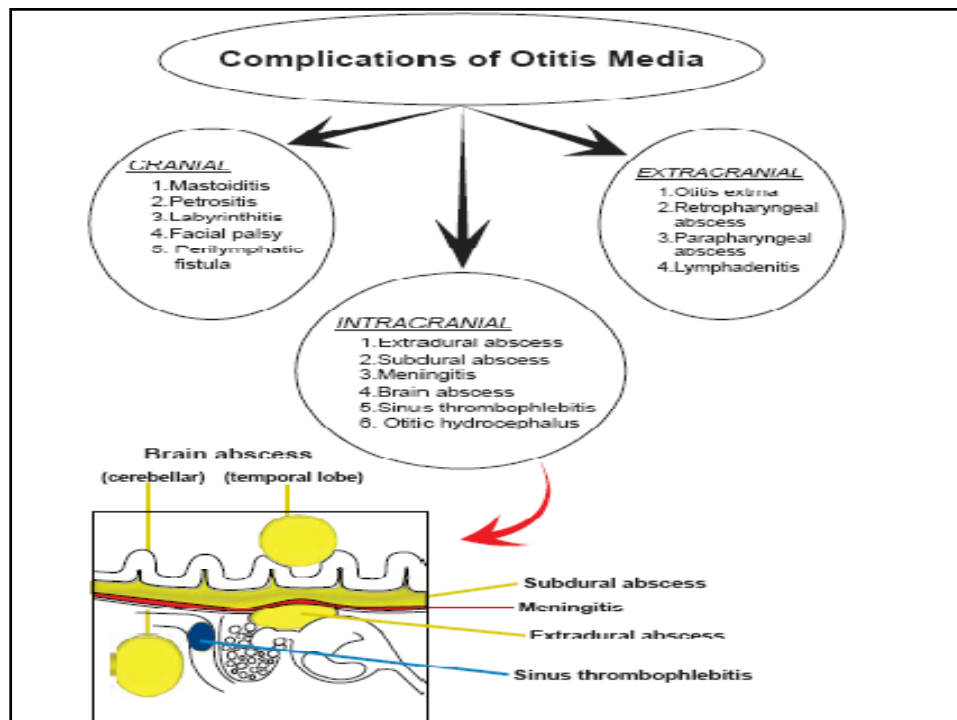 Complications of Otitis Media
CRANIAL
1.Mastoiditis
2.Petrositis
3.Labyrinthitis
4.Facial palsy
5. Perilymphatic
fistula
EXTRACRANIAL
1.Otitis extrna
2.Retropharyngeal
abscess
3.Parapharyngeal
abscess
4.Lymphadenitis
INTRACRANIAL
1.Extradural abscess
2.Subdural abscess
3.Meningitis
4.Brain abscess
5.Sinus thrombophlebitis
6. Otitic hydrocephalus
Brain abscess
(cerebellar) (temporal lobe)
Subdural abscess
Meningitis
Extradural abscess
Sinus thrombophlebitis